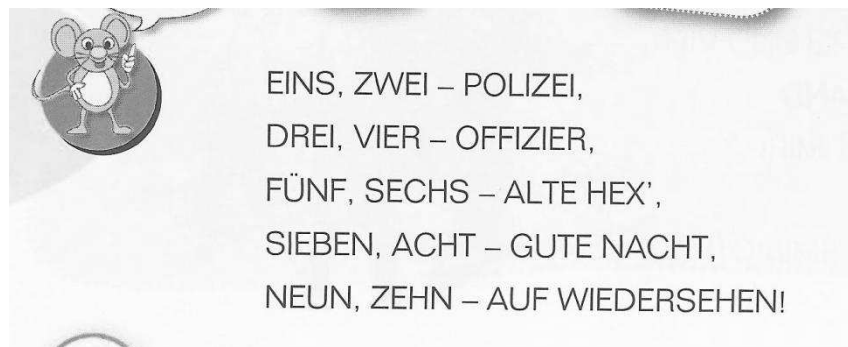 EINS, ZWEI – POLIZEI,
DREI, VIER – OFFIZIER,
FÜNF, SECHS – ALTE HEX’,
SIEBEN, ACHT – GUTE NACHT,
NEUN, ZEHN – AUF WIEDERSEHEN!